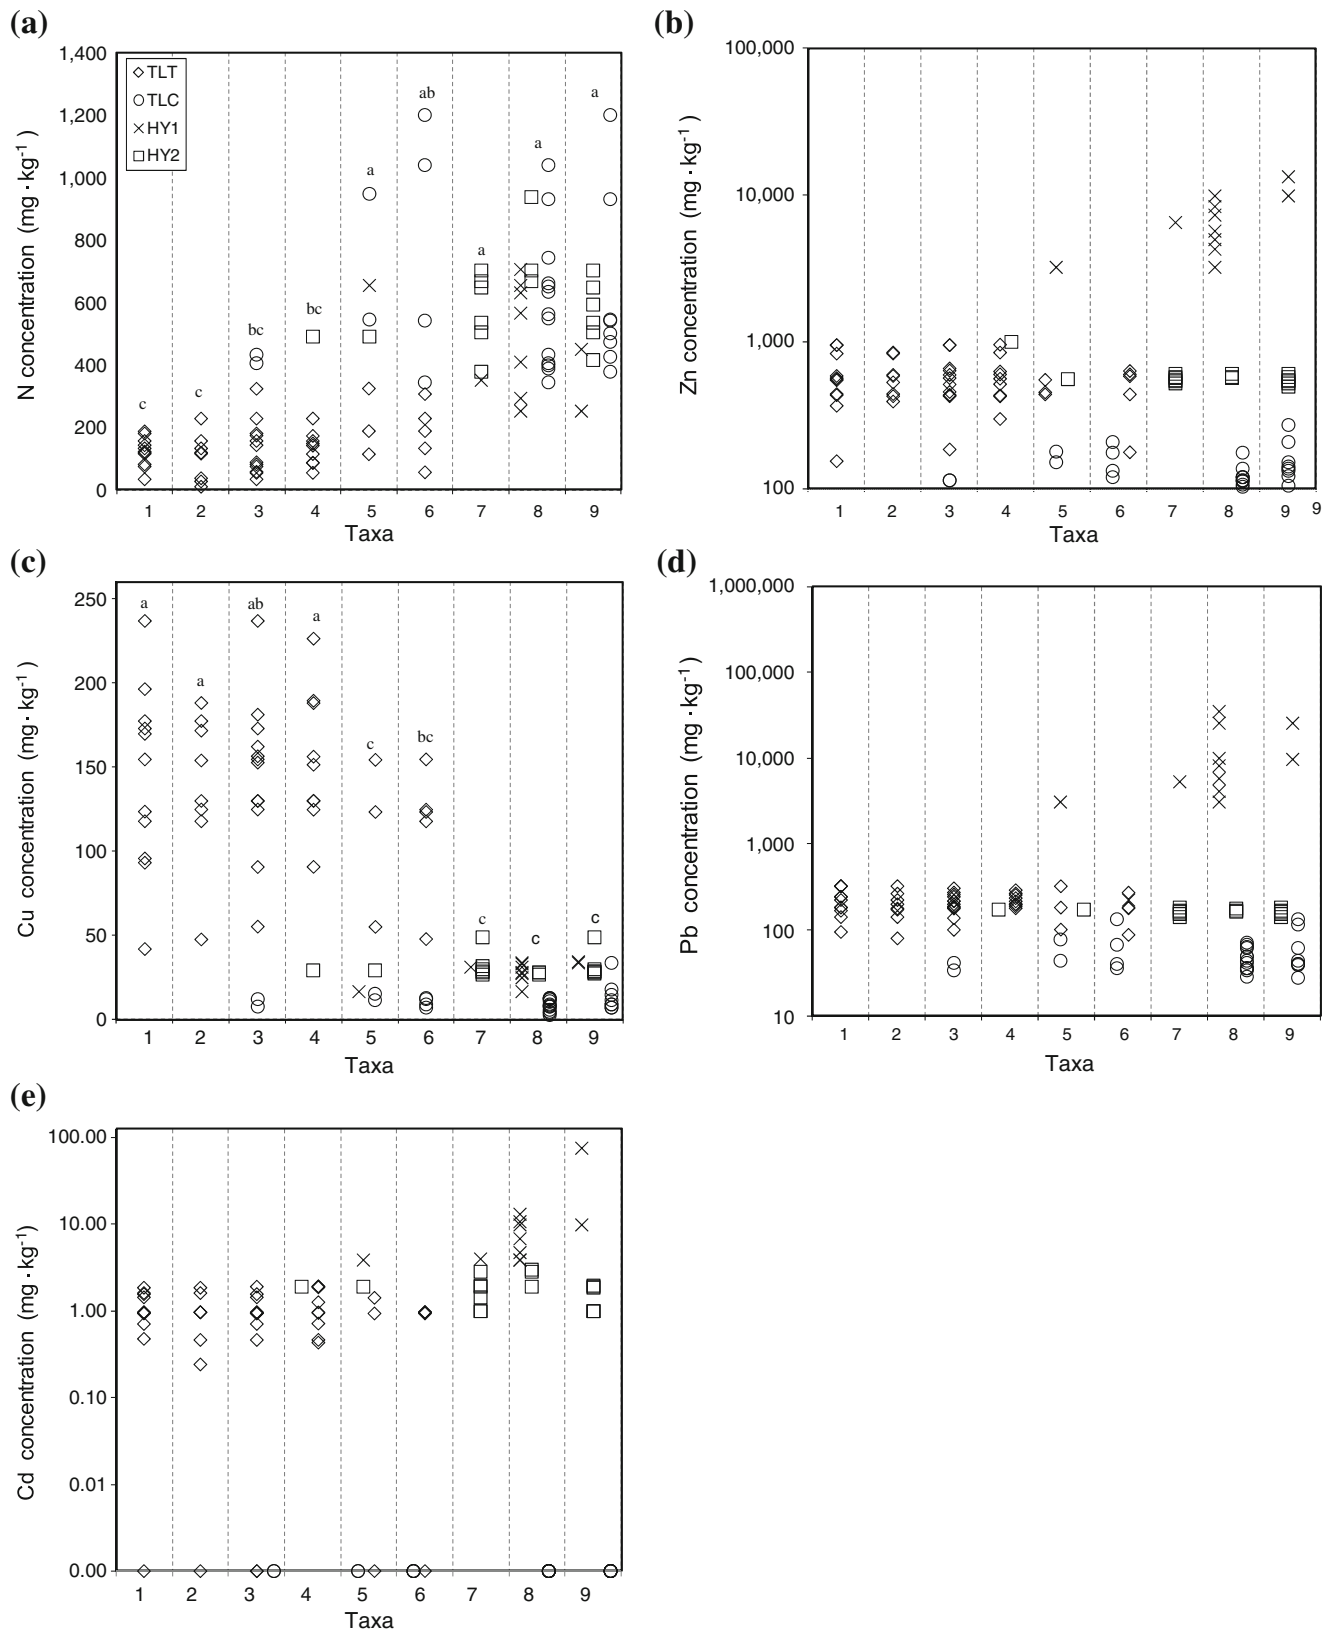 (a)
N concentration (mg·kg-1)
1,400
1,200
1,000
800
600
400
200
0
TLT
TLC
HY1
HY2
c
c
bc
bc
a
ab
a
a
a
1 2 3 4 5 6 7 8 9
Taxa
(b)
Zn concentration (mg·kg-1)
100,000
10,000
1,000
100
1 2 3 4 5 6 7 8 9 9
Taxa
(c)
Cu concentration (mg·kg-1)
250
200
150
100
50
0
a
a
ab
a
c
bc
c
c
c
1 2 3 4 5 6 7 8 9
Taxa
(d)
Pb concentration (mg·kg-1)
1,000,000
100,000
10,000
1,000
100
10
1 2 3 4 5 6 7 8 9
Taxa
(e)
Cd concentration (mg·kg-1)
100.00
10.00
1.00
0.10
0.01
0.00
1 2 3 4 5 6 7 8 9
Taxa